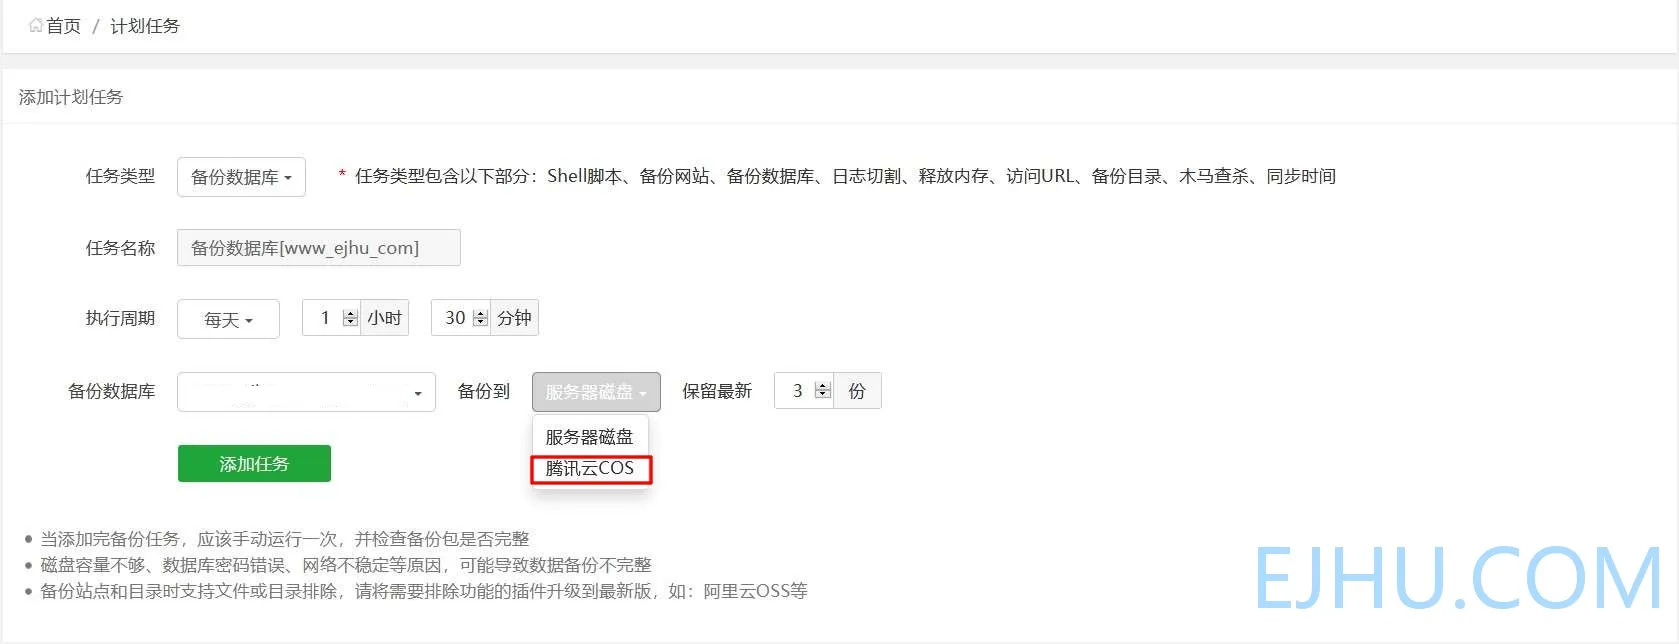 首页 / 计划任务
添加计划任务
任务类型 备份数据库 * 任务类型包含以下部分：Shell脚本、备份网站、备份数据库、日志切割、释放内存、访问URL、备份目录、木马查杀、同步时间
任务名称 备份数据库[www_ejhu_com]
执行周期 每天 1 小时 30 分钟
备份数据库 备份到 服务器磁盘 保留最新 3 份
服务器磁盘
腾讯云COS
添加任务
• 当添加完备份任务，应该手动运行一次，并检查备份包是否完整
• 磁盘容量不够、数据库密码错误、网络不稳定等原因，可能导致数据备份不完整
• 备份站点和目录时支持文件或目录排除，请将需要排除功能的插件升级到最新版，如：阿里云OSS等
EJHU.COM